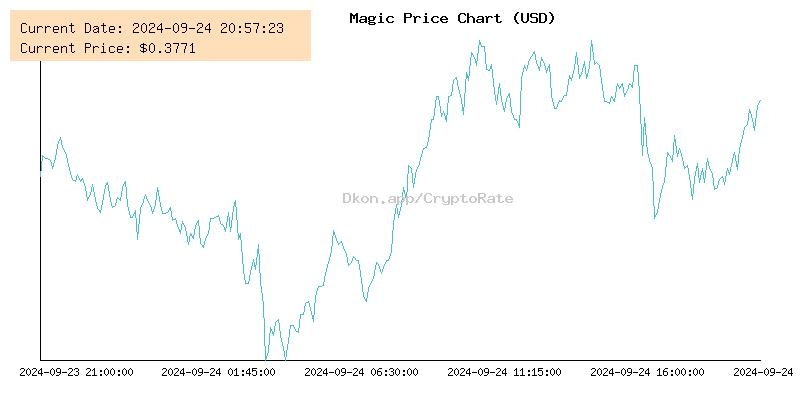 Magic Price Chart (USD)
Current Date: 2024-09-24 20:57:23
Current Price: $0.3771
Dkon.app/CryptoRate
2024-09-23 21:00:00
2024-09-24 01:45:00
2024-09-24 06:30:00
2024-09-24 11:15:00
2024-09-24 16:00:00
2024-09-24